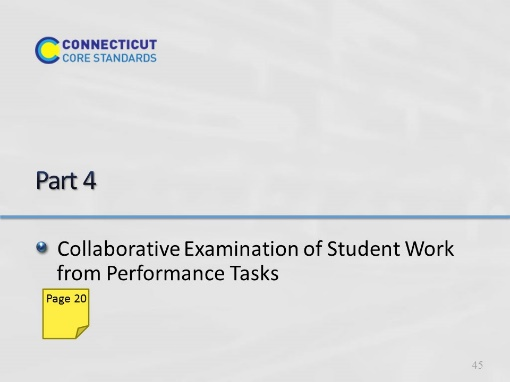 CONNECTICUT
CORE STANDARDS
Part 4
Collaborative Examination of Student Work
from Performance Tasks
Page 20
45